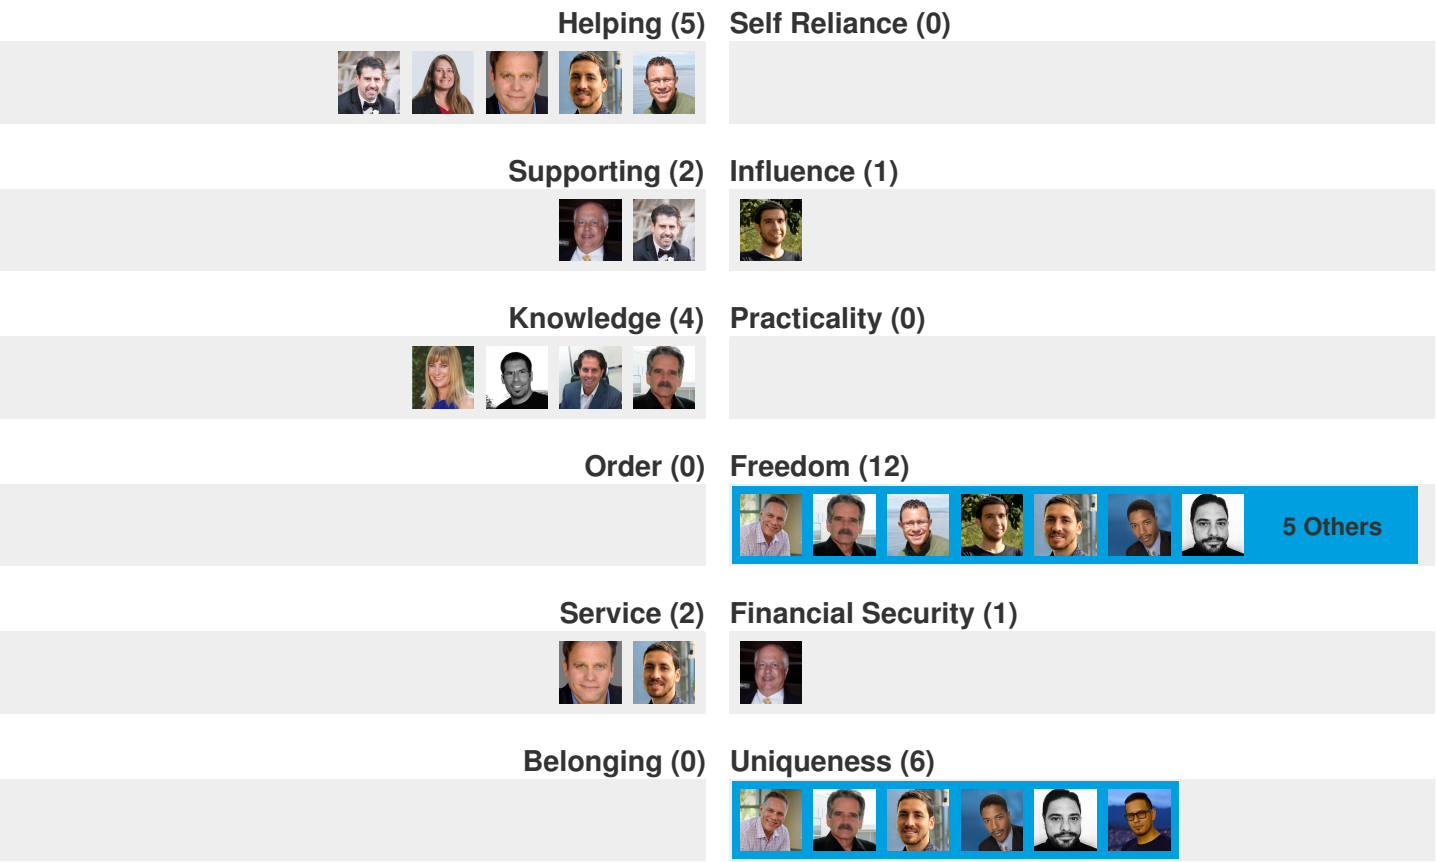 Helping (5) Self Reliance (0)
Supporting (2) Influence (1)
Knowledge (4) Practicality (0)
Order (0) Freedom (12)
5 Others
Service (2) Financial Security (1)
Belonging (0) Uniqueness (6)